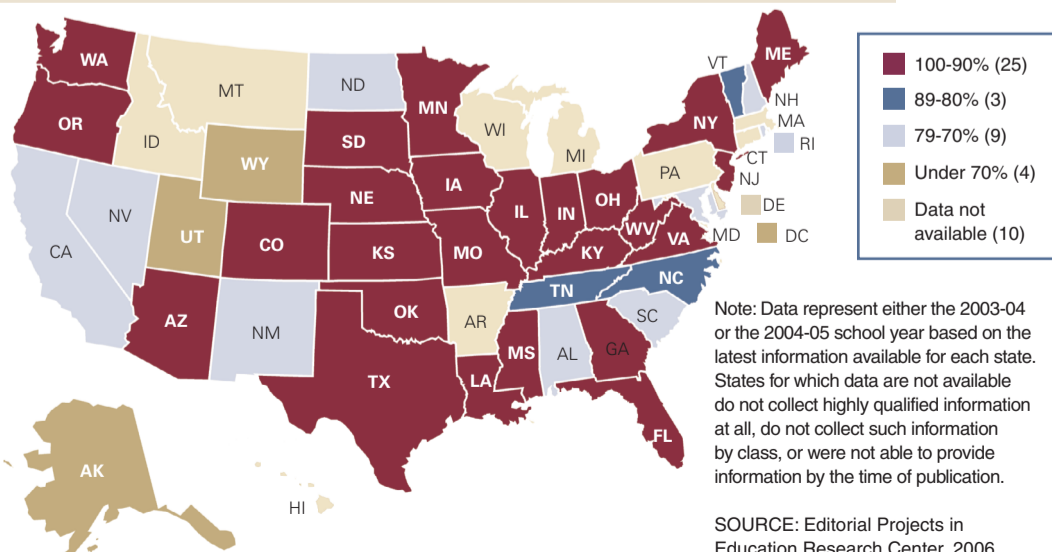 WA
OR
CA
NV
ID
MT
WY
UT
AZ
CO
NM
ND
SD
NE
KS
OK
TX
MN
IA
MO
AR
LA
WI
IL
MI
IN
OH
KY
TN
MS
AL
GA
FL
SC
NC
VA
WV
PA
NY
VT
ME
NH
MA
RI
CT
NJ
DE
MD
DC
AK
HI
100-90% (25)
89-80% (3)
79-70% (9)
Under 70% (4)
Data not
available (10)
Note: Data represent either the 2003-04
or the 2004-05 school year based on the
latest information available for each state.
States for which data are not available
do not collect highly qualified information
at all, do not collect such information
by class, or were not able to provide
information by the time of publication.
SOURCE: Editorial Projects in
Education Research Center, 2006